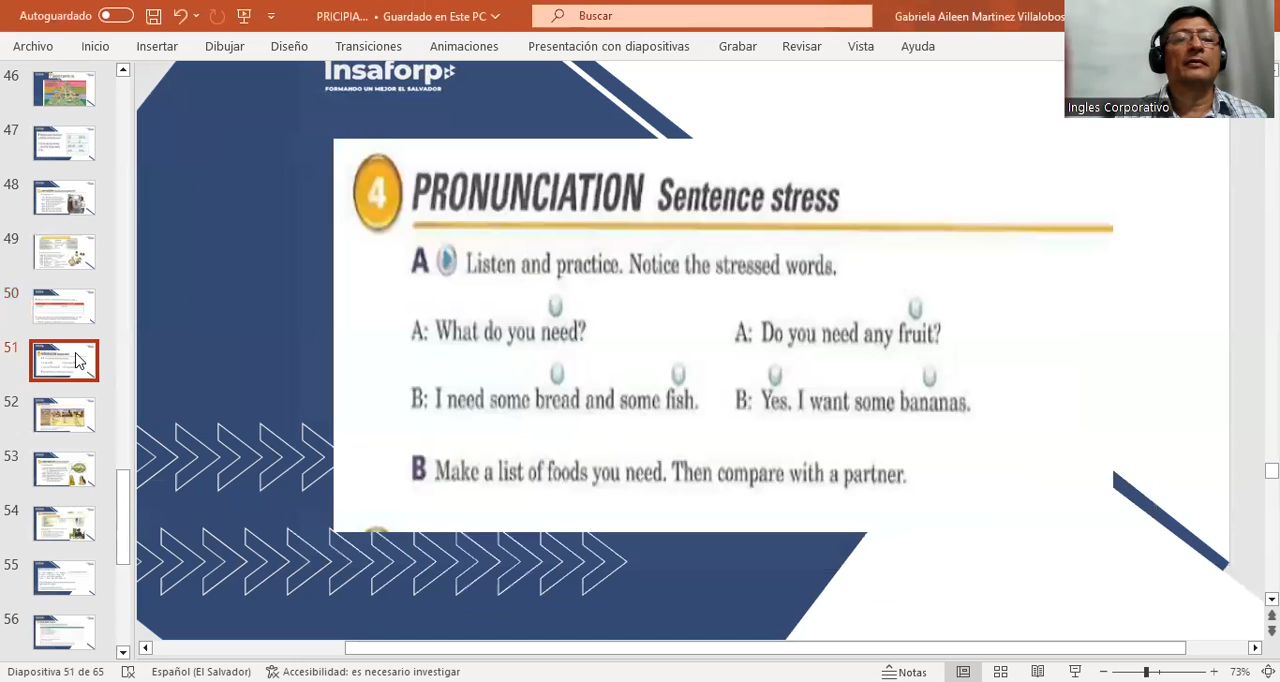 Autoguardado
PRICIPIA... • Guardado en Este PC
Buscar
Gabriela Aileen Martinez Villalobos
Archivo Inicio Insertar Dibujar Diseño Transiciones Animaciones Presentación con diapositivas Grabar Revisar Vista Ayuda
Ingles Corporativo
46
47
48
49
50
51
52
53
54
55
56
Insaforp
FORMANDO UN MEJOR EL SALVADOR
4 PRONUNCIATION Sentence stress
A Listen and practice. Notice the stressed words.
A: What do you need?
B: I need some bread and some fish.
A: Do you need any fruit?
B: Yes. I want some bananas.
B Make a list of foods you need. Then compare with a partner.
Diapositiva 51 de 65 Español (El Salvador) Accesibilidad: es necesario investigar Notas 73%